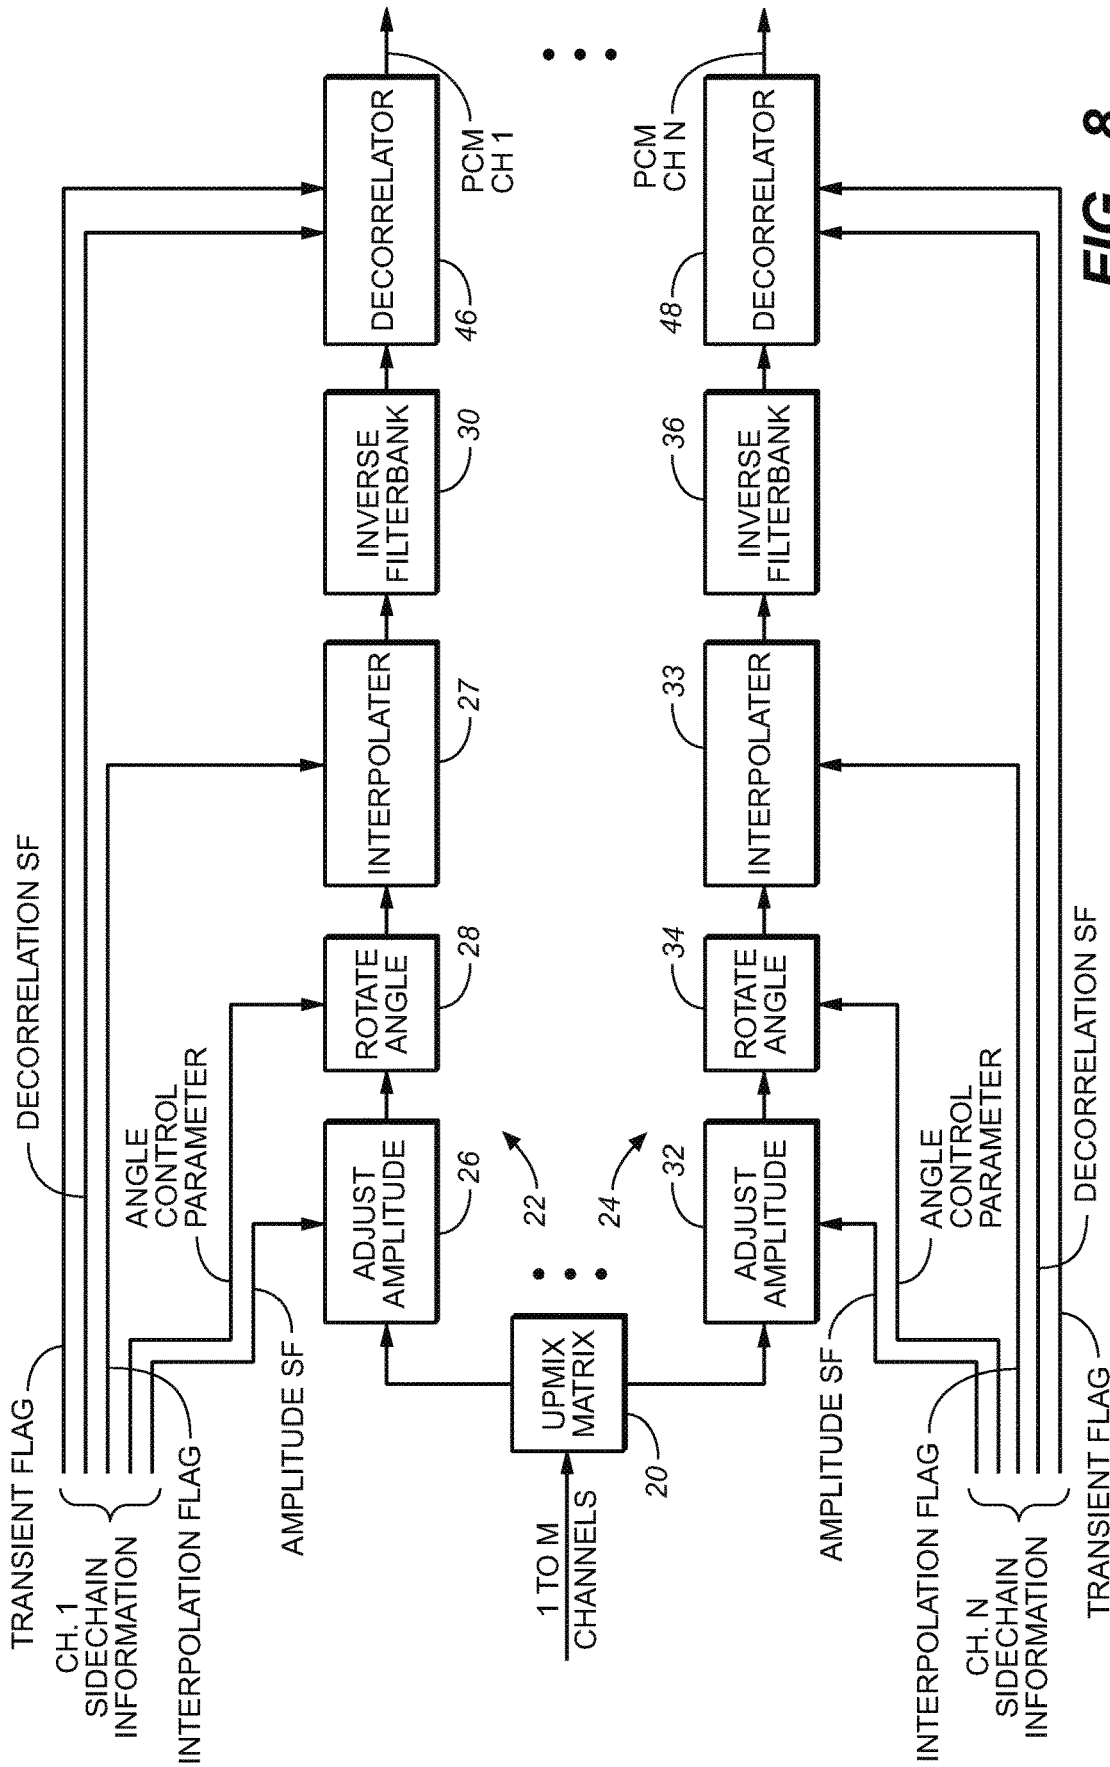 TRANSIENT FLAG
DECORRELATION SF
CH. 1
SIDECHAIN
INFORMATION
INTERPOLATION FLAG
ANGLE
CONTROL
PARAMETER
AMPLITUDE SF
ADJUST
AMPLITUDE
26
ROTATE
ANGLE
28
INTERPOLATER
27
INVERSE
FILTERBANK
30
DECORRELATOR
46
PCM
CH 1
1 TO M
CHANNELS
UPMIX
MATRIX
20
22
24
ADJUST
AMPLITUDE
32
ROTATE
ANGLE
34
INTERPOLATER
33
INVERSE
FILTERBANK
36
DECORRELATOR
48
PCM
CH N
AMPLITUDE SF
ANGLE
CONTROL
PARAMETER
INTERPOLATION FLAG
CH. N
SIDECHAIN
INFORMATION
DECORRELATION SF
TRANSIENT FLAG
FIG._8